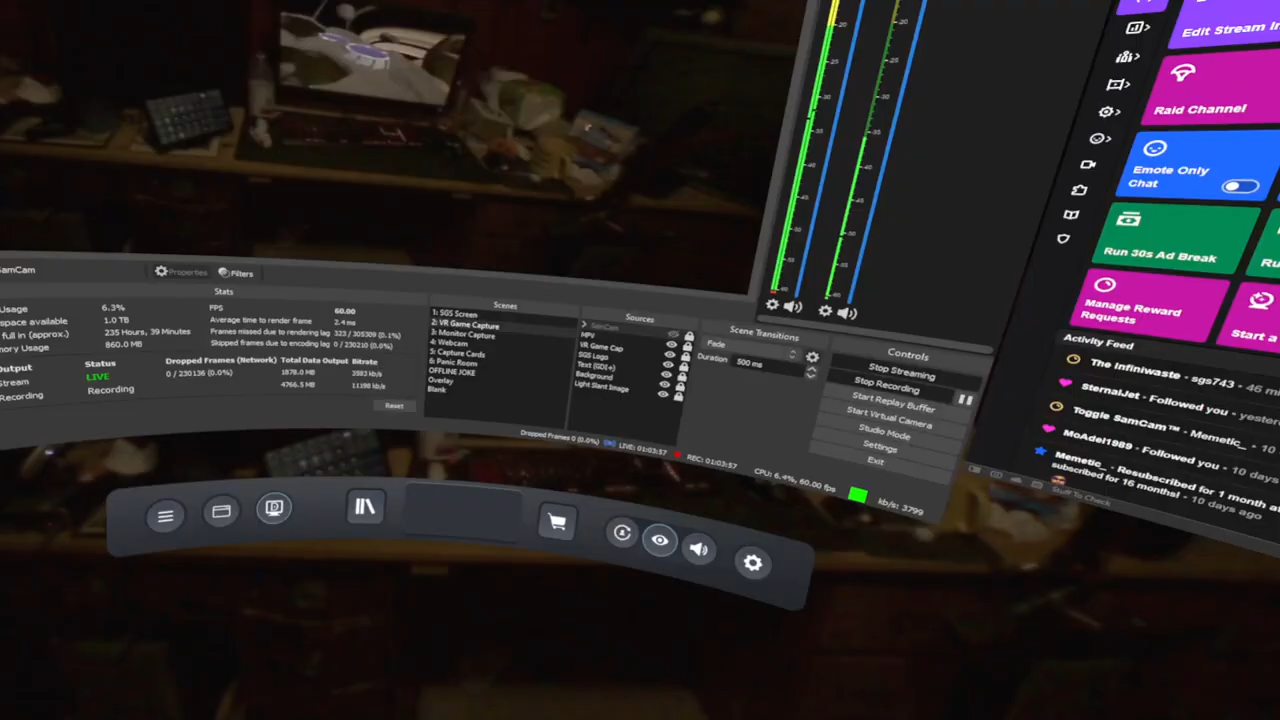 SamCam
Properties
Filters
Stats
Usage 6.3%
space available 1.0 TB
full in (approx.) 235 Hours, 39 Minutes
mory Usage 860.0 MB
FPS 60.00
Average time to render frame 2.4 ms
Frames missed due to rendering lag 323 / 305309 (0.1%)
Skipped frames due to encoding lag 0 / 230210 (0.0%)
Output Status Dropped Frames (Network) Total Data Output Bitrate
Stream LIVE 0 / 230136 (0.0%) 1878.0 MB 3583 kb/s
Recording Recording 4766.5 MB 11198 kb/s
Reset
Scenes
1: SGS Screen
2: VR Game Capture
3: Monitor Capture
4: Webcam
5: Capture Cards
6: Panic Room
OFFLINE JOKE
Overlay
Blank
Sources
SamCam
VR Game Cap
SGS Logo
Text (GDI+)
Background
Light Slant Image
Scene Transitions
Fade
Duration 500 ms
Controls
Stop Streaming
Stop Recording
Start Replay Buffer
Start Virtual Camera
Studio Mode
Settings
Exit
Dropped Frames 0 (0.0%) LIVE: 01:03:57 REC: 01:03:57 CPU: 6.4%, 60.00 fps kb/s: 3799
Edit Stream In
Raid Channel
Emote Only
Chat
Run 30s Ad Break
Ru
Manage Reward
Requests
Start a
Activity Feed
The Infiniwaste - sgs743 • 46 m
SternalJet - Followed you • yester
Toggle SamCam™ - Memetic_ • 10
MoAdel1989 - Followed you • 10 days
Memetic_ - Resubscribed for 1 month a
subscribed for 16 months! • 10 days ago
Stuff To Check